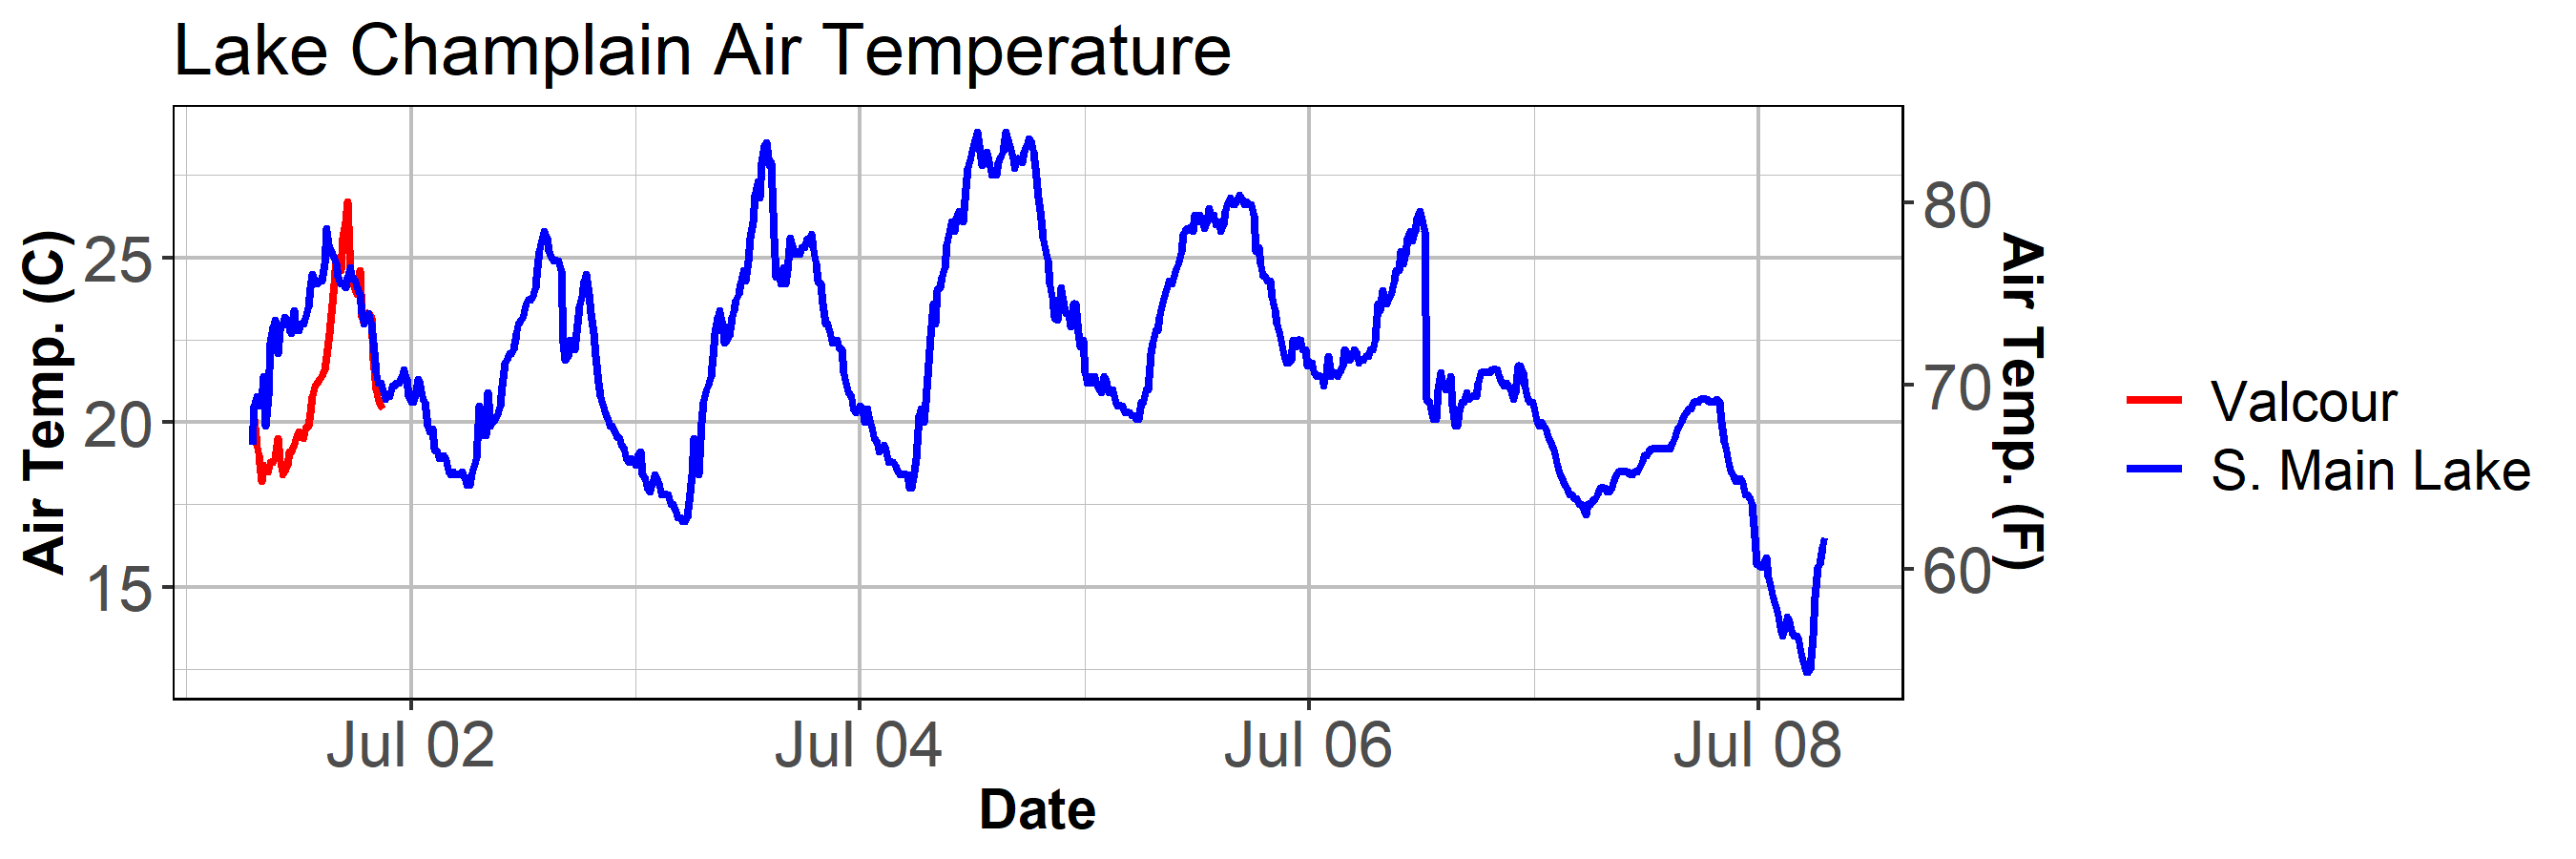 Lake Champlain Air Temperature
Air Temp. (C)
25
20
15
80
70
60
Air Temp. (F)
Jul 02
Jul 04
Jul 06
Jul 08
Date
Valcour
S. Main Lake